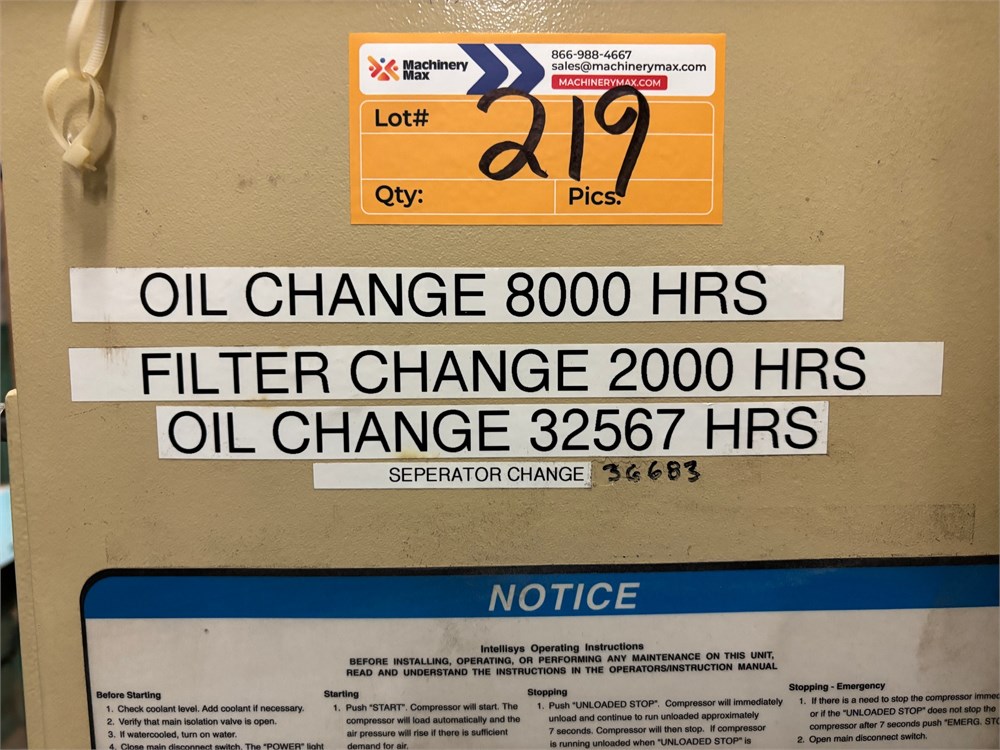 Machinery Max
866-988-4667
sales@machinerymax.com
MACHINERYMAX.COM
Lot# 219
Qty: Pics:
OIL CHANGE 8000 HRS
FILTER CHANGE 2000 HRS
OIL CHANGE 32567 HRS
SEPERATOR CHANGE 36683
NOTICE
Intellisys Operating Instructions
BEFORE INSTALLING, OPERATING, OR PERFORMING ANY MAINTENANCE ON THIS UNIT,
READ AND UNDERSTAND THE INSTRUCTIONS IN THE OPERATORS/INSTRUCTION MANUAL
Before Starting
1. Check coolant level. Add coolant if necessary.
2. Verify that main isolation valve is open.
3. If watercooled, turn on water.
4. Close main disconnect switch. The "POWER" light
Starting
1. Push "START". Compressor will start. The
compressor will load automatically and the
air pressure will rise if there is sufficient
demand for air.
Stopping
1. Push "UNLOADED STOP". Compressor will immediately
unload and continue to run unloaded approximately
7 seconds. Compressor will then stop. If compressor
is running unloaded when "UNLOADED STOP" is
Stopping - Emergency
1. If there is a need to stop the compressor
or if the "UNLOADED STOP" does not stop the
compressor after 7 seconds push "EMERG.
2. Open main disconnect switch.